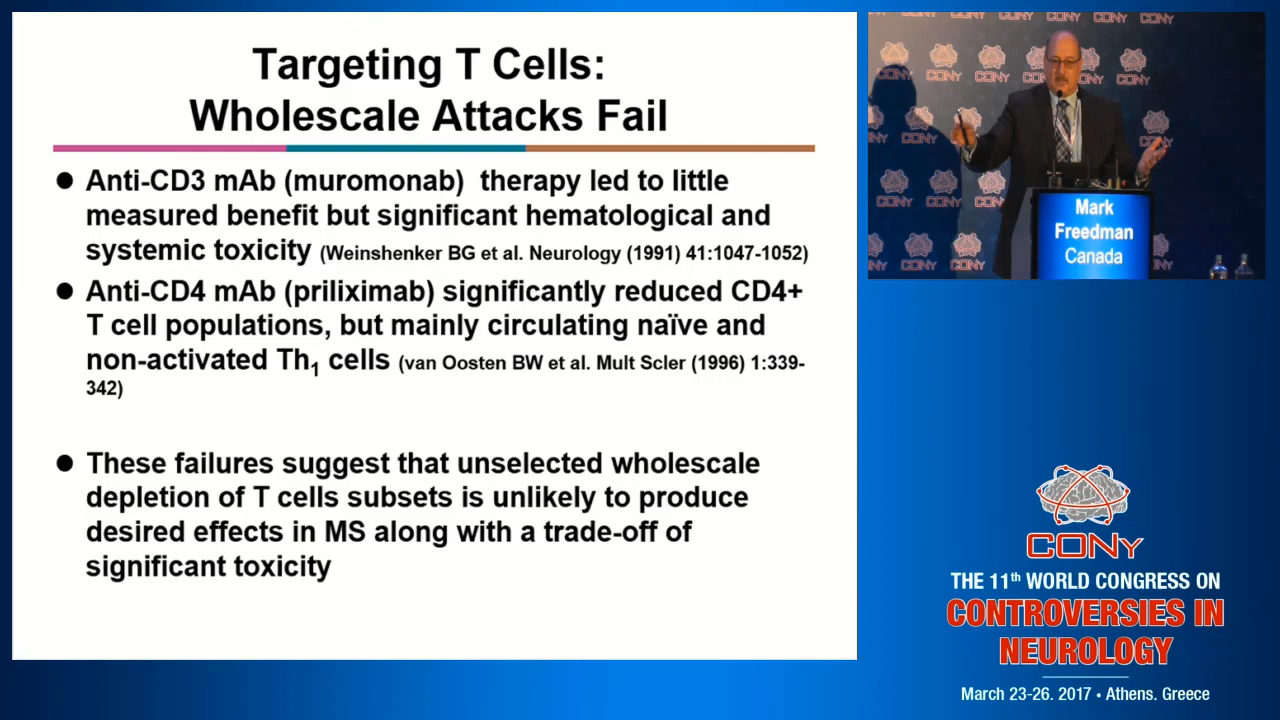 Targeting T Cells:
Wholescale Attacks Fail
● Anti-CD3 mAb (muromonab) therapy led to little
measured benefit but significant hematological and
systemic toxicity (Weinshenker BG et al. Neurology (1991) 41:1047-1052)
● Anti-CD4 mAb (priliximab) significantly reduced CD4+
T cell populations, but mainly circulating naïve and
non-activated Th1 cells (van Oosten BW et al. Mult Scler (1996) 1:339-
342)
● These failures suggest that unselected wholescale
depletion of T cells subsets is unlikely to produce
desired effects in MS along with a trade-off of
significant toxicity
CONy CONy CONy CONy
Mark
Freedman
Canada
CONy
THE 11th WORLD CONGRESS ON
CONTROVERSIES IN
NEUROLOGY
March 23-26. 2017 • Athens. Greece